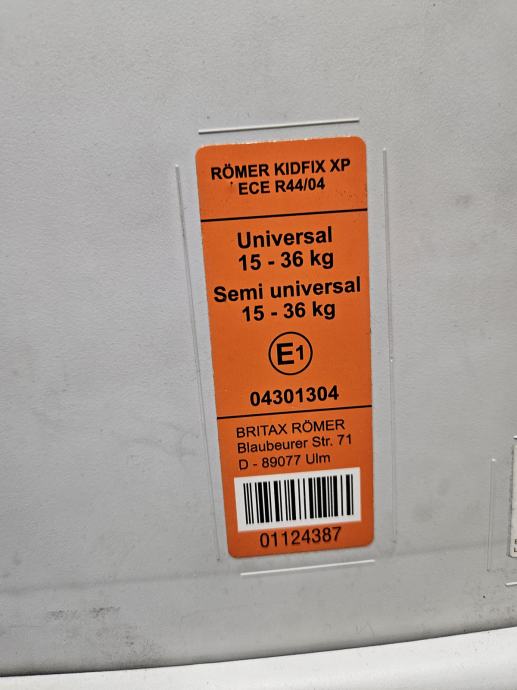 RÖMER KIDFIX XP
ECE R44/04
Universal
15 - 36 kg
Semi universal
15 - 36 kg
E1
04301304
BRITAX RÖMER
Blaubeurer Str. 71
D - 89077 Ulm
01124387